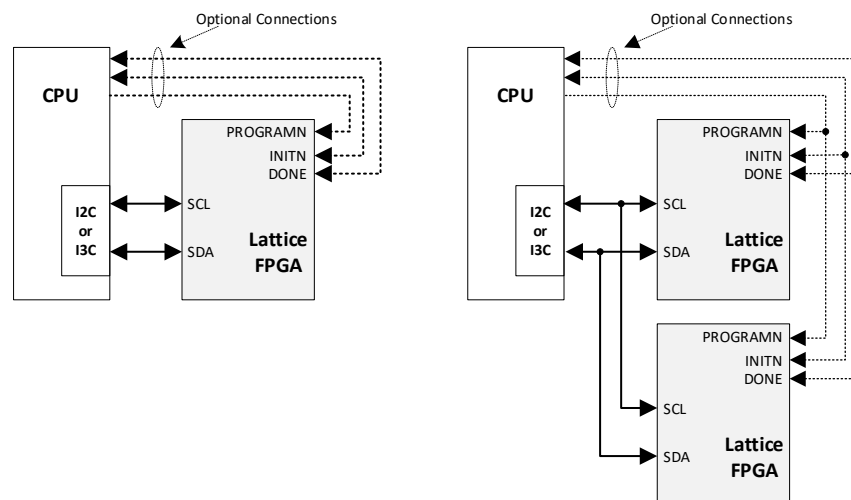 Optional Connections
CPU
PROGRAMN
INITN
DONE
I2C
or
I3C
SCL
SDA
Lattice
FPGA
Optional Connections
CPU
PROGRAMN
INITN
DONE
I2C
or
I3C
SCL
SDA
Lattice
FPGA
PROGRAMN
INITN
DONE
SCL
SDA
Lattice
FPGA